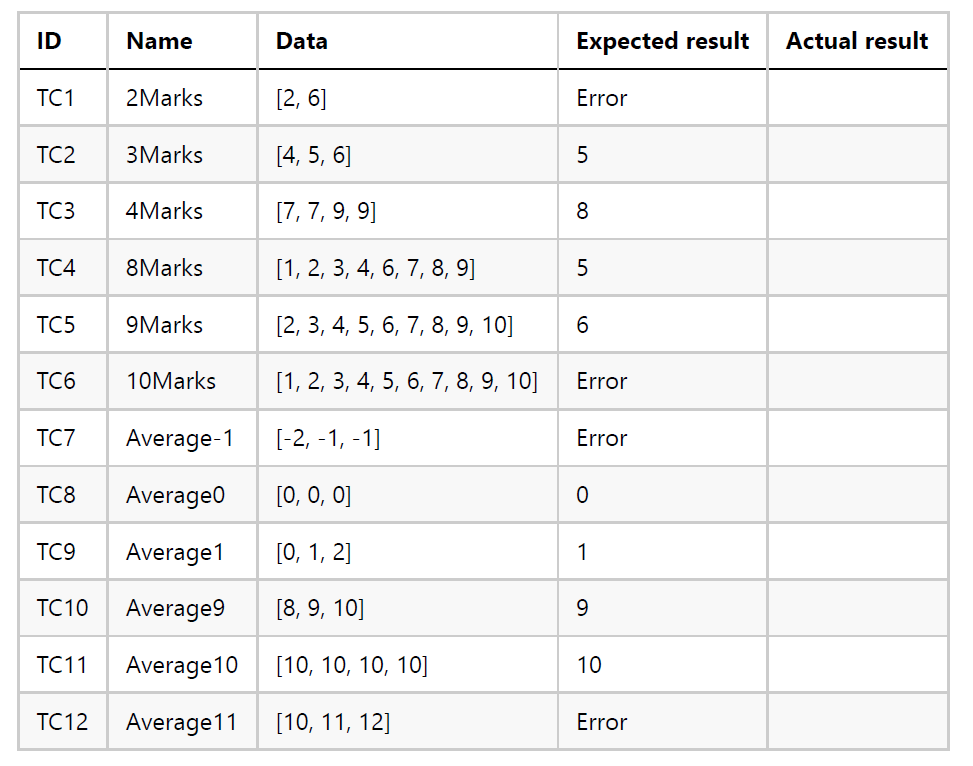 ID Name Data Expected result Actual result
TC1 2Marks [2, 6] Error
TC2 3Marks [4, 5, 6] 5
TC3 4Marks [7, 7, 9, 9] 8
TC4 8Marks [1, 2, 3, 4, 6, 7, 8, 9] 5
TC5 9Marks [2, 3, 4, 5, 6, 7, 8, 9, 10] 6
TC6 10Marks [1, 2, 3, 4, 5, 6, 7, 8, 9, 10] Error
TC7 Average-1 [-2, -1, -1] Error
TC8 Average0 [0, 0, 0] 0
TC9 Average1 [0, 1, 2] 1
TC10 Average9 [8, 9, 10] 9
TC11 Average10 [10, 10, 10, 10] 10
TC12 Average11 [10, 11, 12] Error